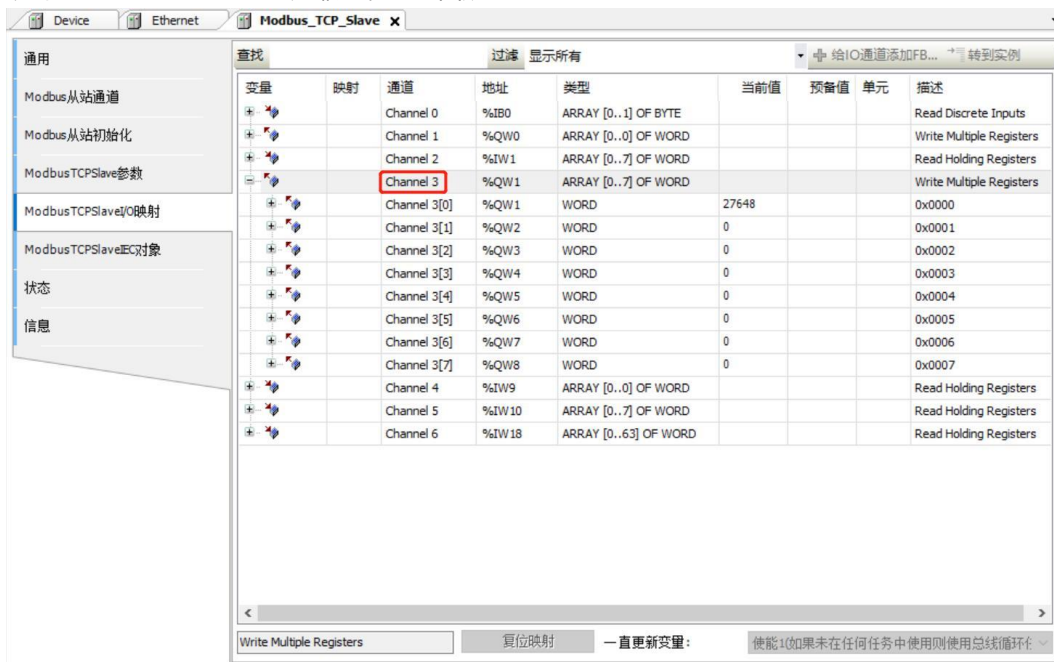 Device Ethernet Modbus_TCP_Slave
通用
Modbus从站通道
Modbus从站初始化
ModbusTCPSlave参数
ModbusTCPSlaveI/O映射
ModbusTCPSlaveIEC对象
状态
信息
查找 过滤 显示所有 给IO通道添加FB... 转到实例
变量 映射 通道 地址 类型 当前值 预备值 单元 描述
Channel 0 %IB0 ARRAY [0..1] OF BYTE Read Discrete Inputs
Channel 1 %QW0 ARRAY [0..0] OF WORD Write Multiple Registers
Channel 2 %IW1 ARRAY [0..7] OF WORD Read Holding Registers
Channel 3 %QW1 ARRAY [0..7] OF WORD Write Multiple Registers
Channel 3[0] %QW1 WORD 27648 0x0000
Channel 3[1] %QW2 WORD 0 0x0001
Channel 3[2] %QW3 WORD 0 0x0002
Channel 3[3] %QW4 WORD 0 0x0003
Channel 3[4] %QW5 WORD 0 0x0004
Channel 3[5] %QW6 WORD 0 0x0005
Channel 3[6] %QW7 WORD 0 0x0006
Channel 3[7] %QW8 WORD 0 0x0007
Channel 4 %IW9 ARRAY [0..0] OF WORD Read Holding Registers
Channel 5 %IW10 ARRAY [0..7] OF WORD Read Holding Registers
Channel 6 %IW18 ARRAY [0..63] OF WORD Read Holding Registers
Write Multiple Registers 复位映射 一直更新变量: 使能1(如果未在任何任务中使用则使用总线循环任